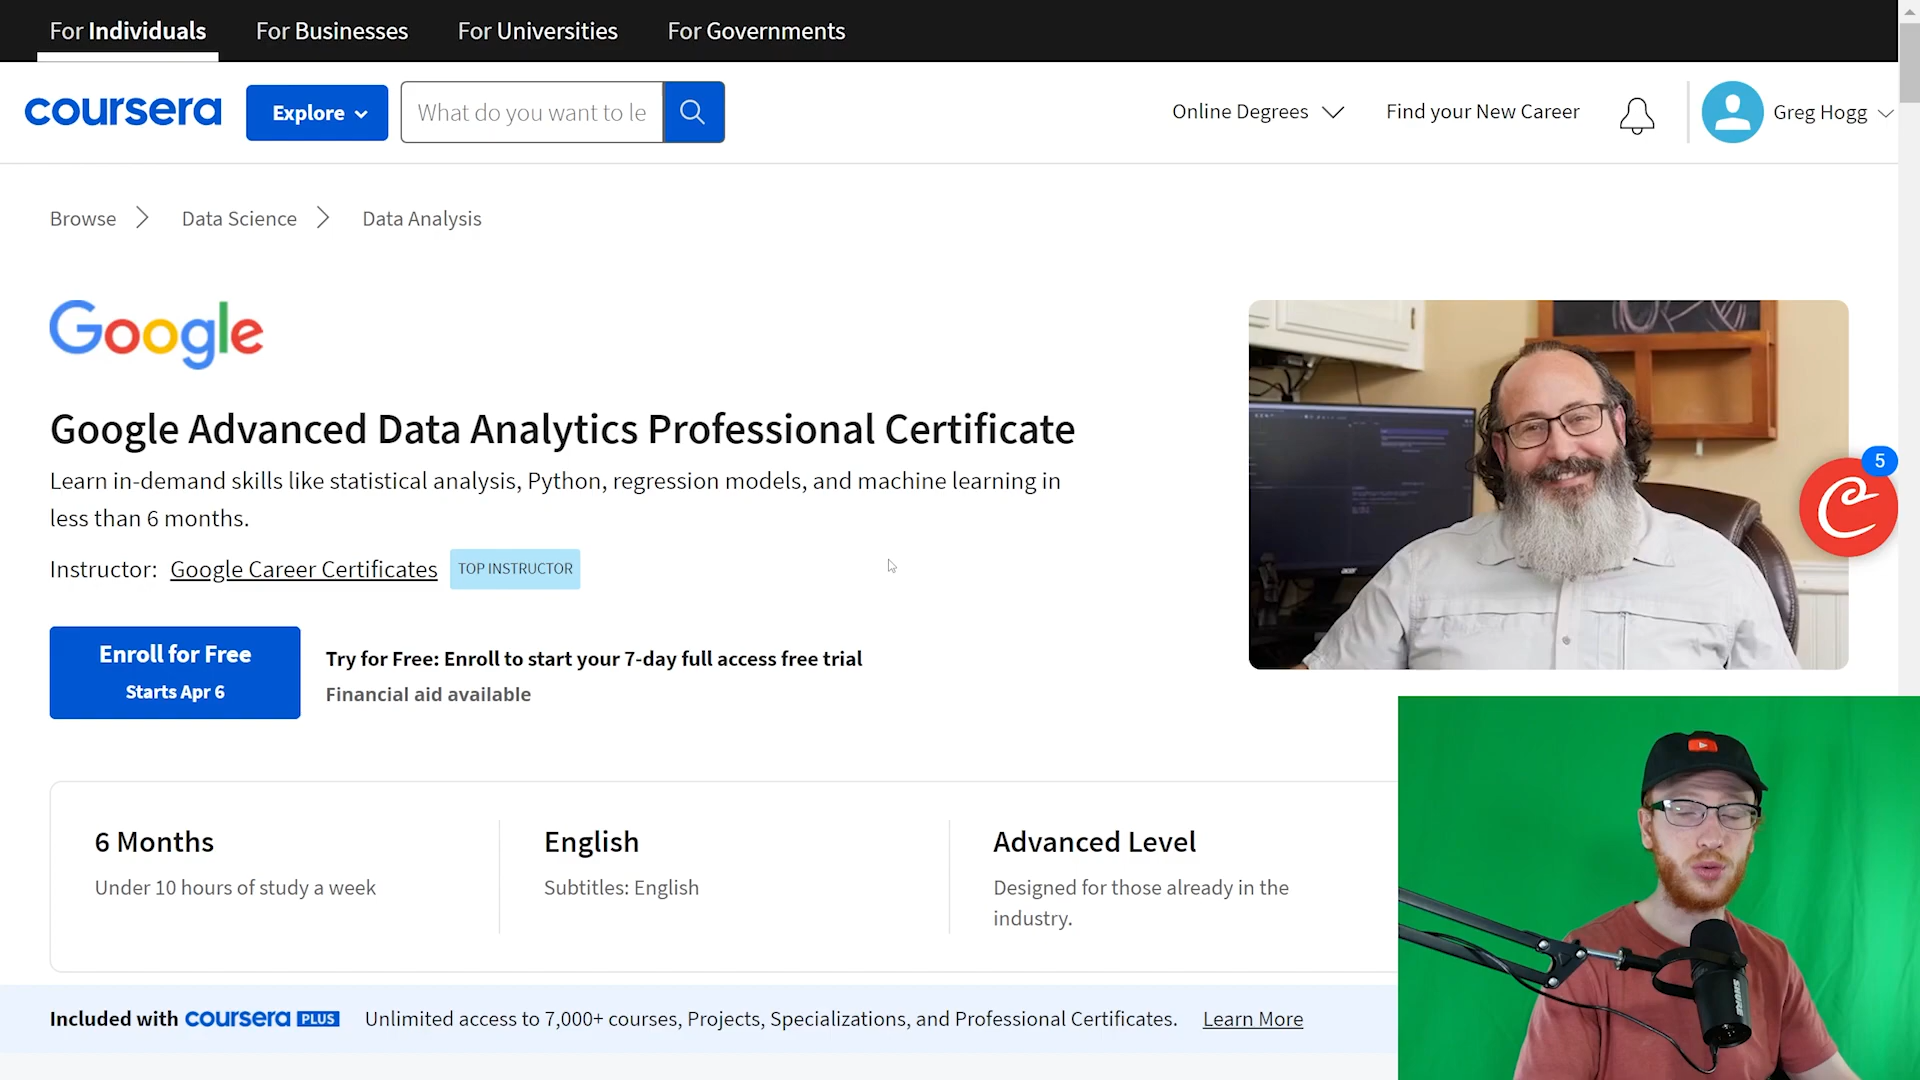 For Individuals For Businesses For Universities For Governments
coursera Explore What do you want to le Online Degrees Find your New Career Greg Hogg
Browse Data Science Data Analysis
Google
Google Advanced Data Analytics Professional Certificate
Learn in-demand skills like statistical analysis, Python, regression models, and machine learning in
less than 6 months.
5
Instructor: Google Career Certificates TOP INSTRUCTOR
Enroll for Free
Starts Apr 6
Try for Free: Enroll to start your 7-day full access free trial
Financial aid available
6 Months
Under 10 hours of study a week
English
Subtitles: English
Advanced Level
Designed for those already in the
industry.
Included with coursera PLUS Unlimited access to 7,000+ courses, Projects, Specializations, and Professional Certificates. Learn More
acer
SHURE